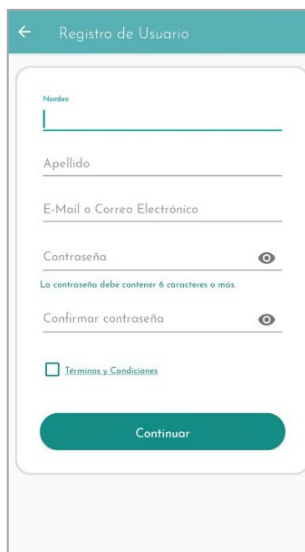 Registro de Usuario
Nombre
Apellido
E-Mail o Correo Electrónico
Contraseña
La contraseña debe contener 6 caracteres o más.
Confirmar contraseña
Términos y Condiciones
Continuar